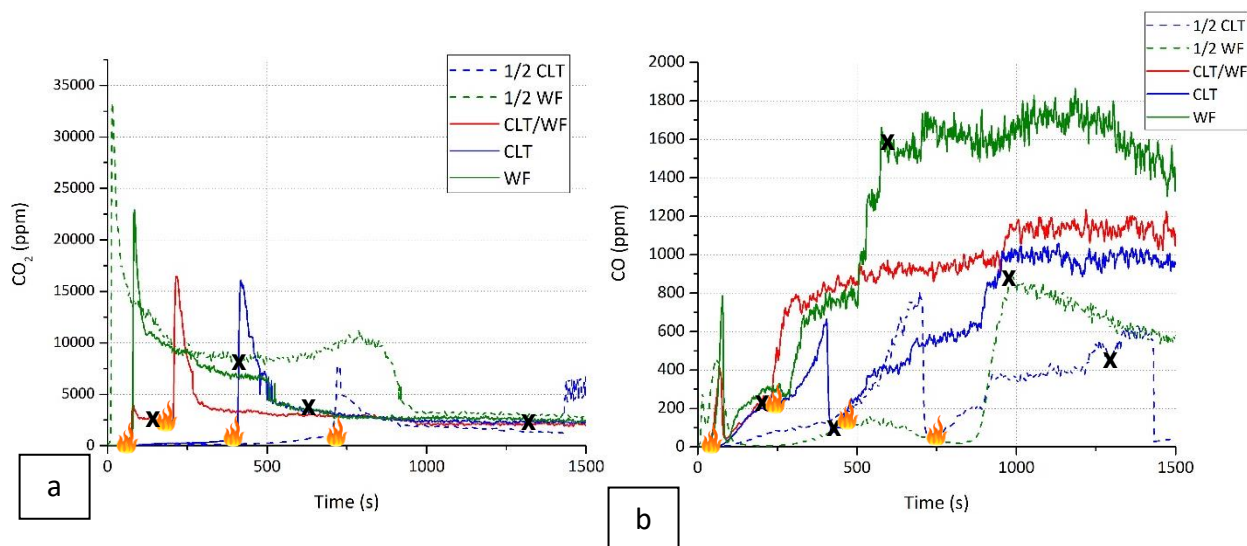 CO2 (ppm)
35000
30000
25000
20000
15000
10000
5000
0
0
500
1000
1500
Time (s)
1/2 CLT
1/2 WF
CLT/WF
CLT
WF
X
X
X
X
a
CO (ppm)
2000
1800
1600
1400
1200
1000
800
600
400
200
0
0
500
1000
1500
Time (s)
1/2 CLT
1/2 WF
CLT/WF
CLT
WF
X
X
X
X
X
b